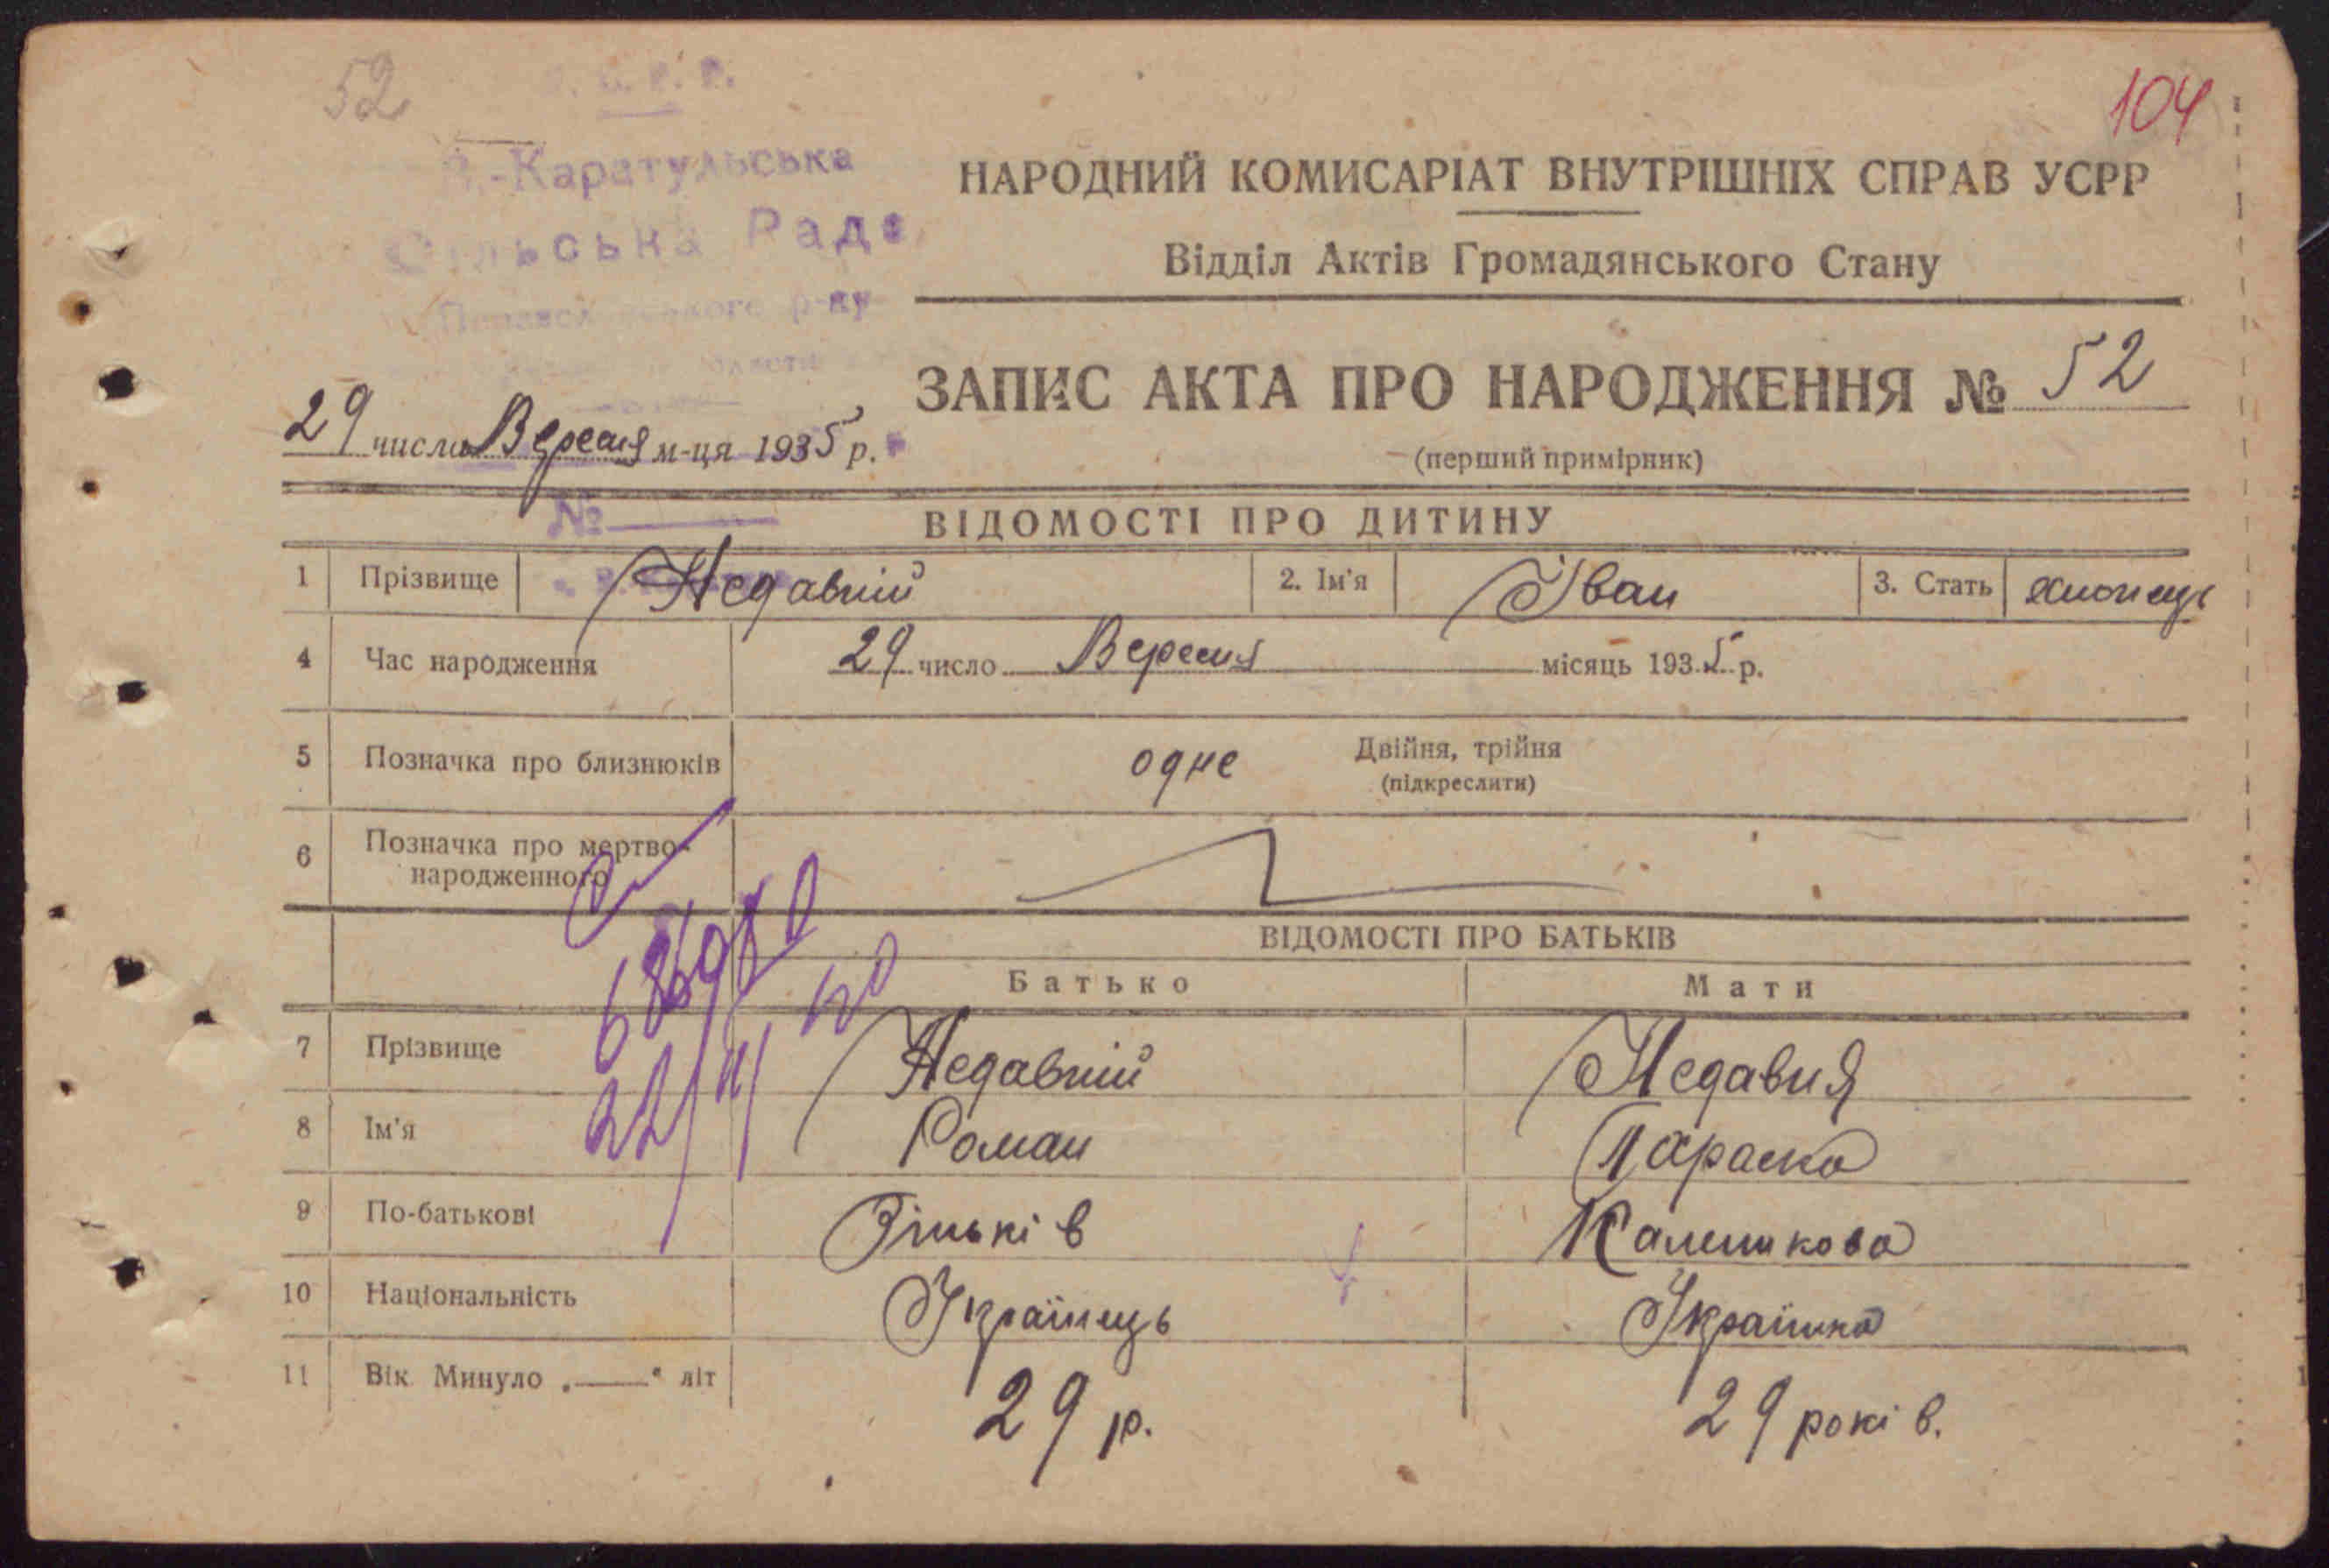 52
104
-Каратульська
Сільська Рада
р-ну
НАРОДНИЙ КОМИСАРІАТ ВНУТРІШНІХ СПРАВ УСРР
Відділ Актів Громадянського Стану
ЗАПИС АКТА ПРО НАРОДЖЕННЯ № 52
29 число Вересня м-ця 1935 р.
(перший примірник)
№
ВІДОМОСТІ ПРО ДИТИНУ
1 Прізвище Недавній 2. Ім'я Іван 3. Стать хлопець
4 Час народження 29 число Вересня місяць 1935 р.
5 Позначка про близнюків одне Двійня, трійня
(підкреслити)
6 Позначка про мертво-
народженного
ВІДОМОСТІ ПРО БАТЬКІВ
Батько Мати
7 Прізвище Недавній Недавня
8 Ім'я Роман Параска
9 По-батькові Зіньків Каленикова
10 Національність Українець Українка
11 Вік Минуло „——" літ 29 р. 29 років.